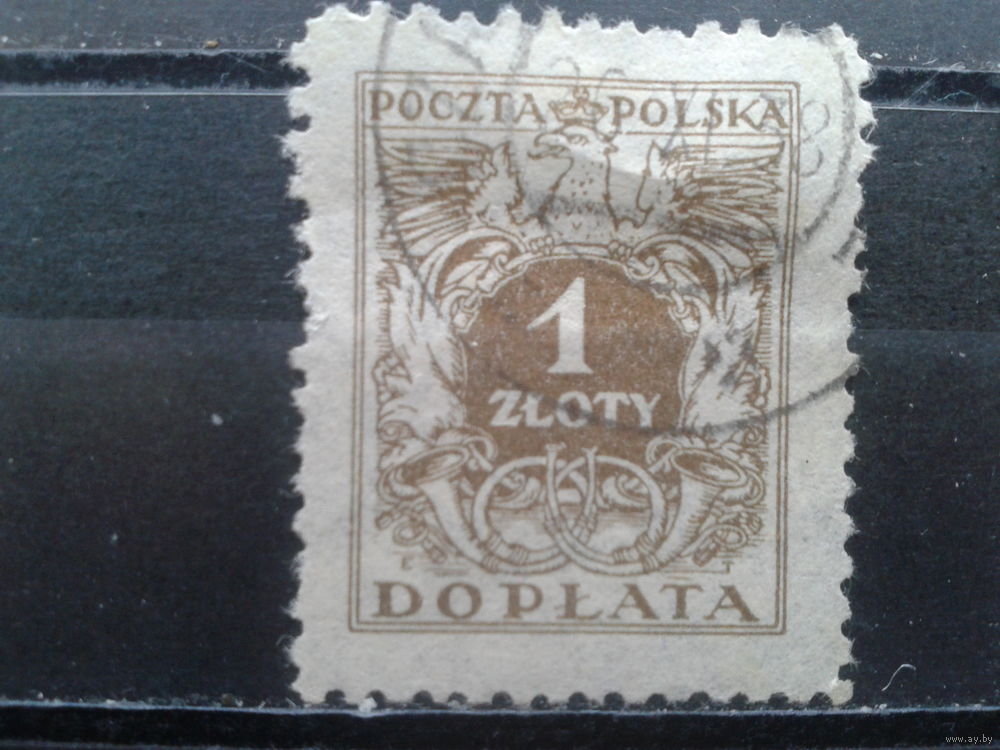 POCZTA POLSKA
1
ZŁOTY
E T
DOPŁATA
www.ay.by